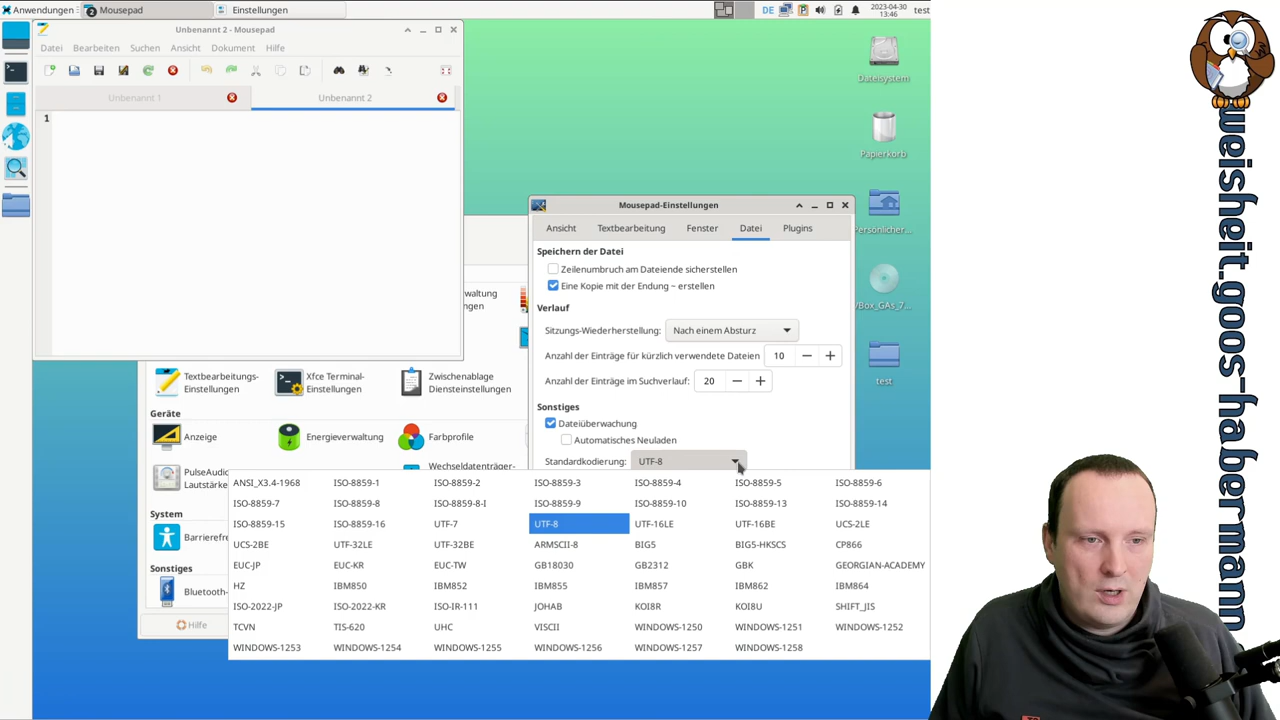 Anwendungen
Mousepad
Einstellungen
DE
2023-04-30
13:46
test
Unbenannt 2 - Mousepad
Datei Bearbeiten Suchen Ansicht Dokument Hilfe
Unbenannt 1
Unbenannt 2
1
Dateisystem
Papierkorb
Persönlicher...
VBox_GAs_7...
test
Mousepad-Einstellungen
Ansicht Textbearbeitung Fenster Datei Plugins
Speichern der Datei
Zeilenumbruch am Dateiende sicherstellen
Eine Kopie mit der Endung ~ erstellen
Verlauf
Sitzungs-Wiederherstellung: Nach einem Absturz
Anzahl der Einträge für kürzlich verwendete Dateien 10
Anzahl der Einträge im Suchverlauf: 20
Sonstiges
Dateiüberwachung
Automatisches Neuladen
Standardkodierung: UTF-8
Textbearbeitungs-
Einstellungen
Xfce Terminal-
Einstellungen
Zwischenablage
Diensteinstellungen
Geräte
Anzeige
Energieverwaltung
Farbprofile
PulseAudio
Lautstärke
Wechseldatenträger-
System
Barrierefrei
Sonstiges
Bluetooth-
Hilfe
ANSI_X3.4-1968 ISO-8859-1 ISO-8859-2 ISO-8859-3 ISO-8859-4 ISO-8859-5 ISO-8859-6
ISO-8859-7 ISO-8859-8 ISO-8859-8-I ISO-8859-9 ISO-8859-10 ISO-8859-13 ISO-8859-14
ISO-8859-15 ISO-8859-16 UTF-7 UTF-8 UTF-16LE UTF-16BE UCS-2LE
UCS-2BE UTF-32LE UTF-32BE ARMSCII-8 BIG5 BIG5-HKSCS CP866
EUC-JP EUC-KR EUC-TW GB18030 GB2312 GBK GEORGIAN-ACADEMY
HZ IBM850 IBM852 IBM855 IBM857 IBM862 IBM864
ISO-2022-JP ISO-2022-KR ISO-IR-111 JOHAB KOI8R KOI8U SHIFT_JIS
TCVN TIS-620 UHC VISCII WINDOWS-1250 WINDOWS-1251 WINDOWS-1252
WINDOWS-1253 WINDOWS-1254 WINDOWS-1255 WINDOWS-1256 WINDOWS-1257 WINDOWS-1258
weisheit.goos-habermann